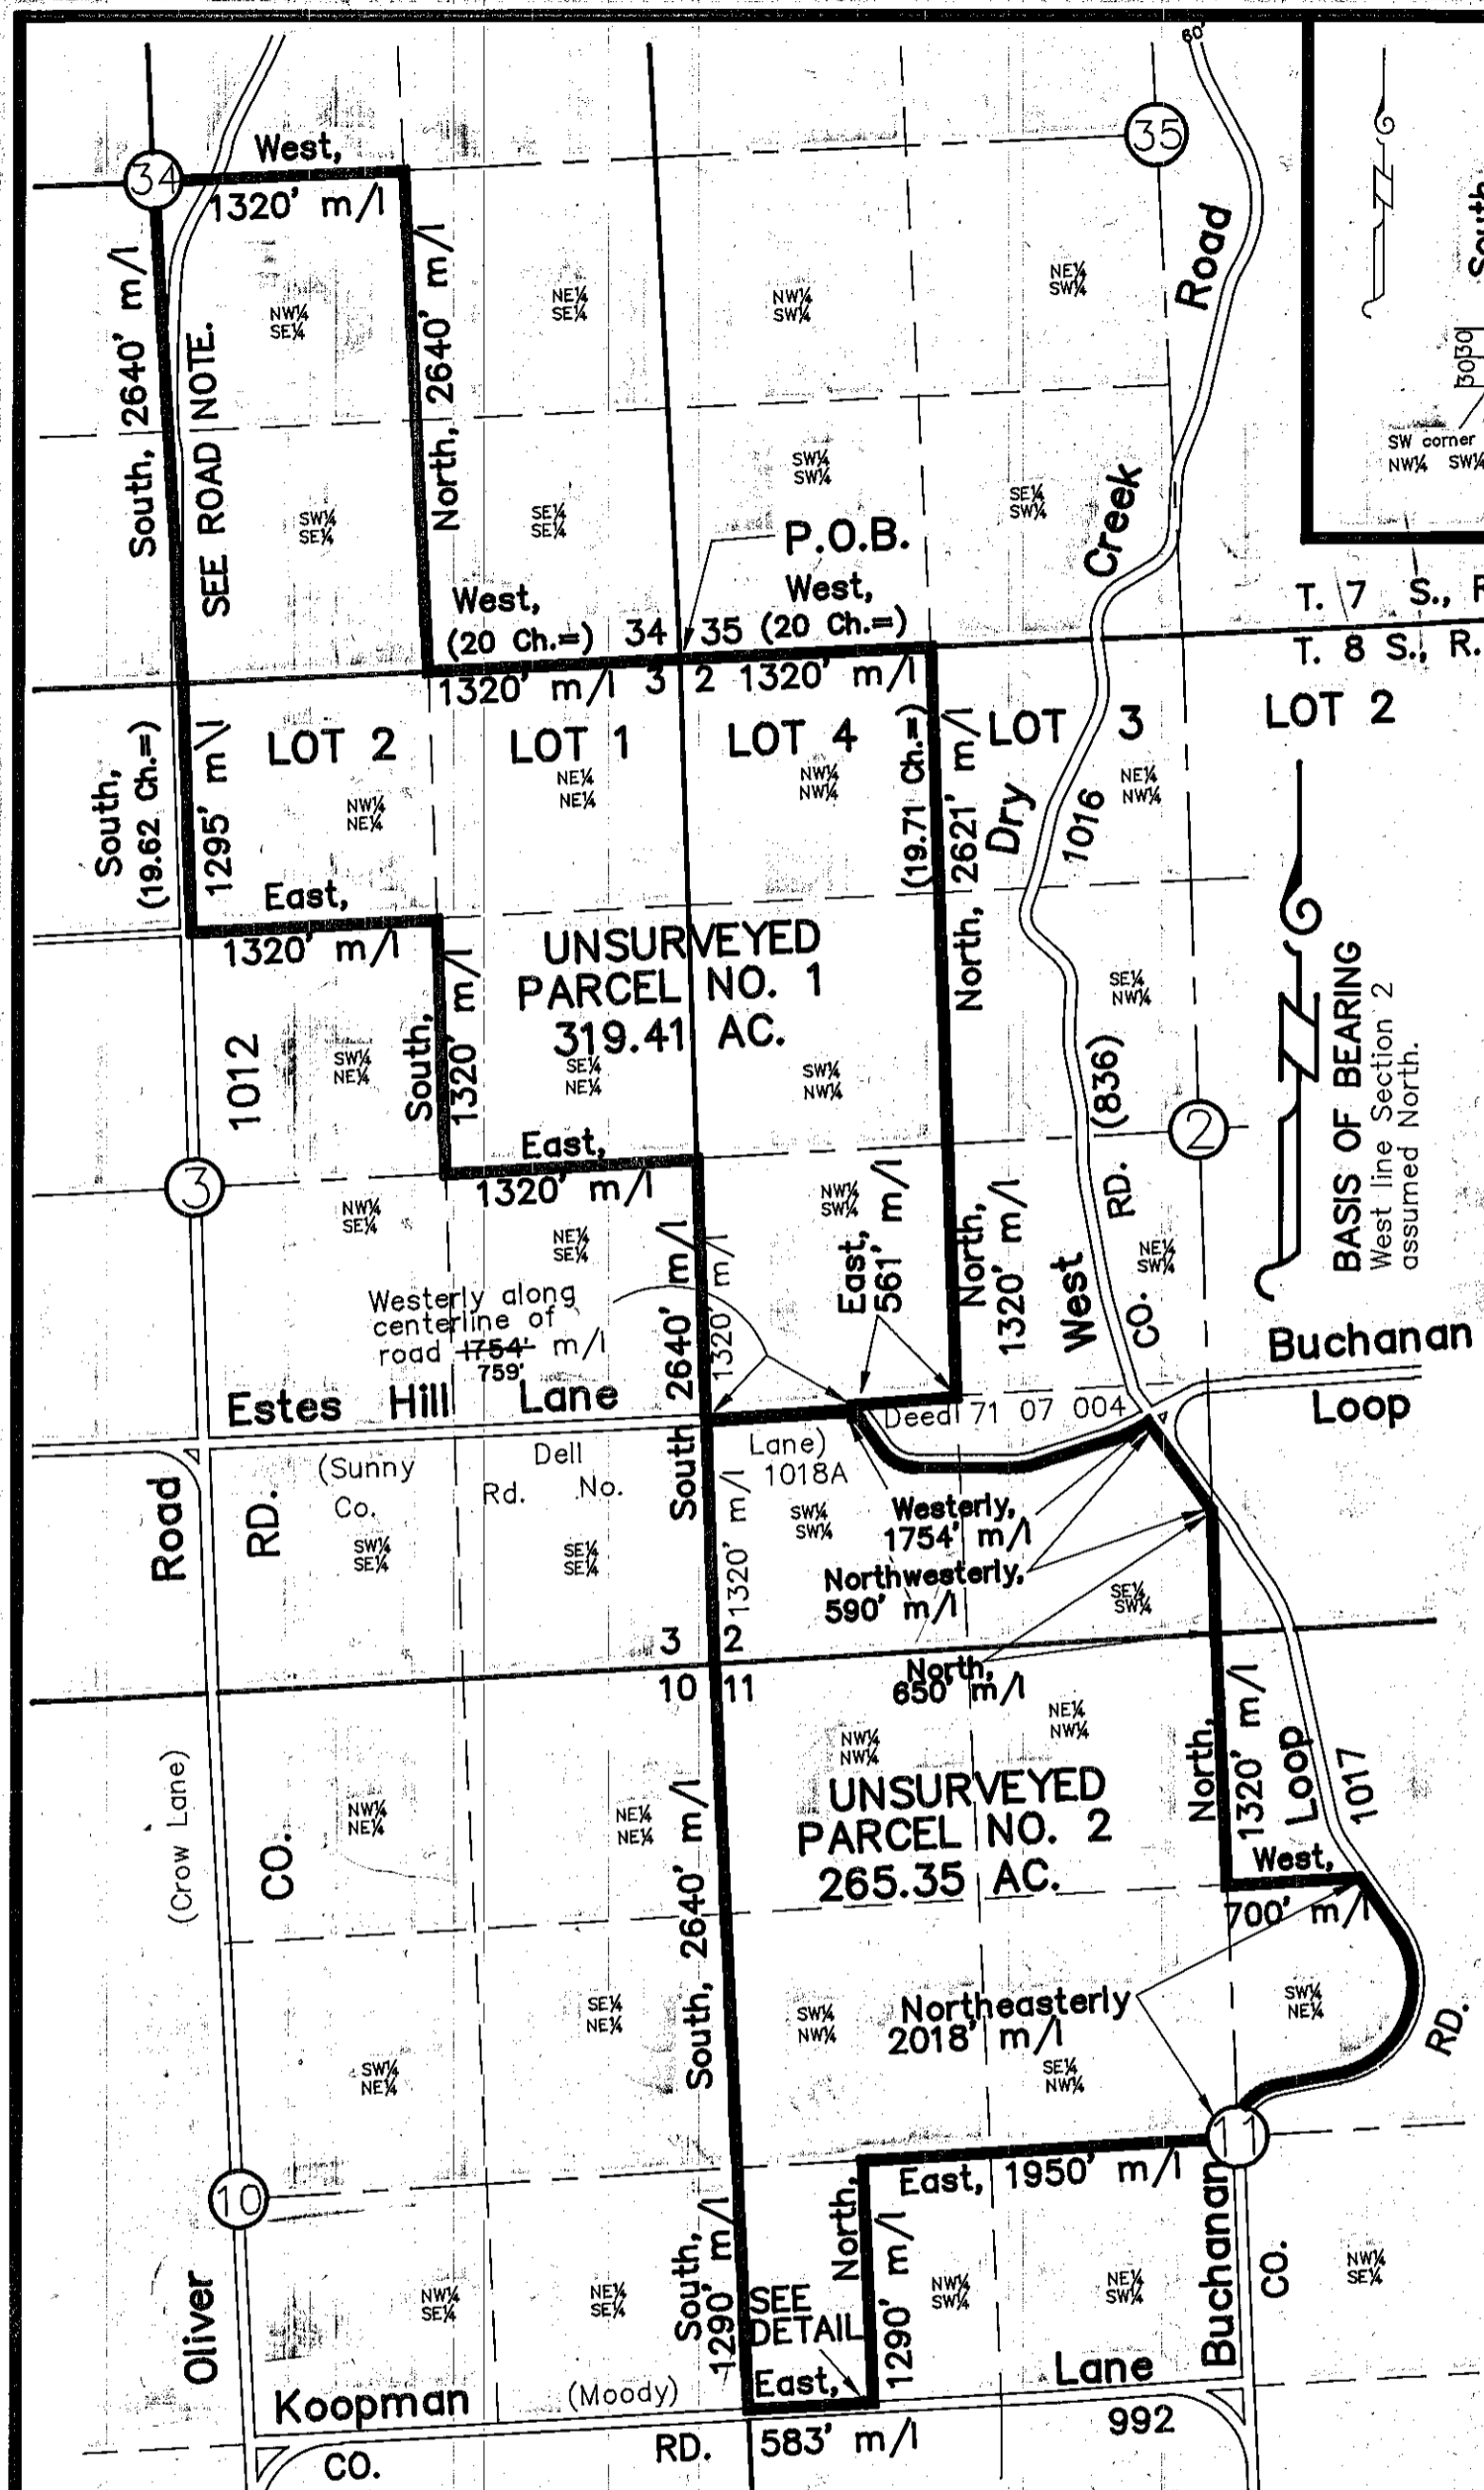 60'
35
34
West,
1320' m/l
South, 2640' m/l
SEE ROAD NOTE.
North, 2640' m/l
NW¼
SE¼
NE¼
SE¼
NW¼
SW¼
NE¼
SW¼
Road
South
30|30
SW corner
NW¼ SW¼
SW¼
SE¼
SE¼
SE¼
SW¼
SW¼
SE¼
SW¼
Creek
P.O.B.
West,
(20 Ch.=)
34
35
West,
(20 Ch.=)
T. 7 S.,
T. 8 S., R.
1320' m/l
3
2
1320' m/l
South,
(19.62 Ch.=)
1295' m\l
LOT 2
NW¼
NE¼
LOT 1
NE¼
NE¼
LOT 4
NW¼
NW¼
(19.71 Ch.=)
North, 2621' m/l
LOT 3
NE¼
NW¼
LOT 2
Dry
1016
East,
1320' m/l
UNSURVEYED
PARCEL NO. 1
319.41 AC.
SE¼
NW¼
1012
SW¼
NE¼
South,
1320' m/l
SE¼
NE¼
SW¼
NW¼
(836)
2
BASIS OF BEARING
West line Section 2
assumed North.
3
East,
1320' m/l
NW¼
SE¼
NE¼
SE¼
NW¼
SW¼
NE¼
SW¼
South 2640' m/l
1320' m/l
East,
561' m/l
North,
1320' m/l
West
CO. RD.
Westerly along
centerline of
road 1754' m/l
759'
Buchanan
Loop
Estes Hill Lane
Deed 71 07 004
(Sunny
Dell
Lane)
Co.
Rd.
No.
1018A
Road
RD.
SW¼
SE¼
SE¼
SE¼
1320' m/l
SW¼
SW¼
Westerly,
1754' m/l
Northwesterly,
590' m/l
SE¼
SW¼
3
2
10
11
North,
650' m/l
(Crow Lane)
CO.
NW¼
NE¼
NE¼
NE¼
South, 2640' m/l
NW¼
NW¼
NE¼
NW¼
UNSURVEYED
PARCEL NO. 2
265.35 AC.
North,
1320' m/l
Loop
1017
West,
700' m/l
SW¼
NE¼
SE¼
NE¼
SW¼
NW¼
Northeasterly
2018' m/l
SE¼
NW¼
SW¼
NE¼
RD.
10
11
East, 1950' m/l
Oliver
NW¼
SE¼
NE¼
SE¼
South,
1290' m/l
SEE
DETAIL
North,
1290' m/l
NW¼
SW¼
NE¼
SW¼
Buchanan
CO.
NW¼
SE¼
Koopman
(Moody)
East,
Lane
CO.
RD.
583' m/l
992